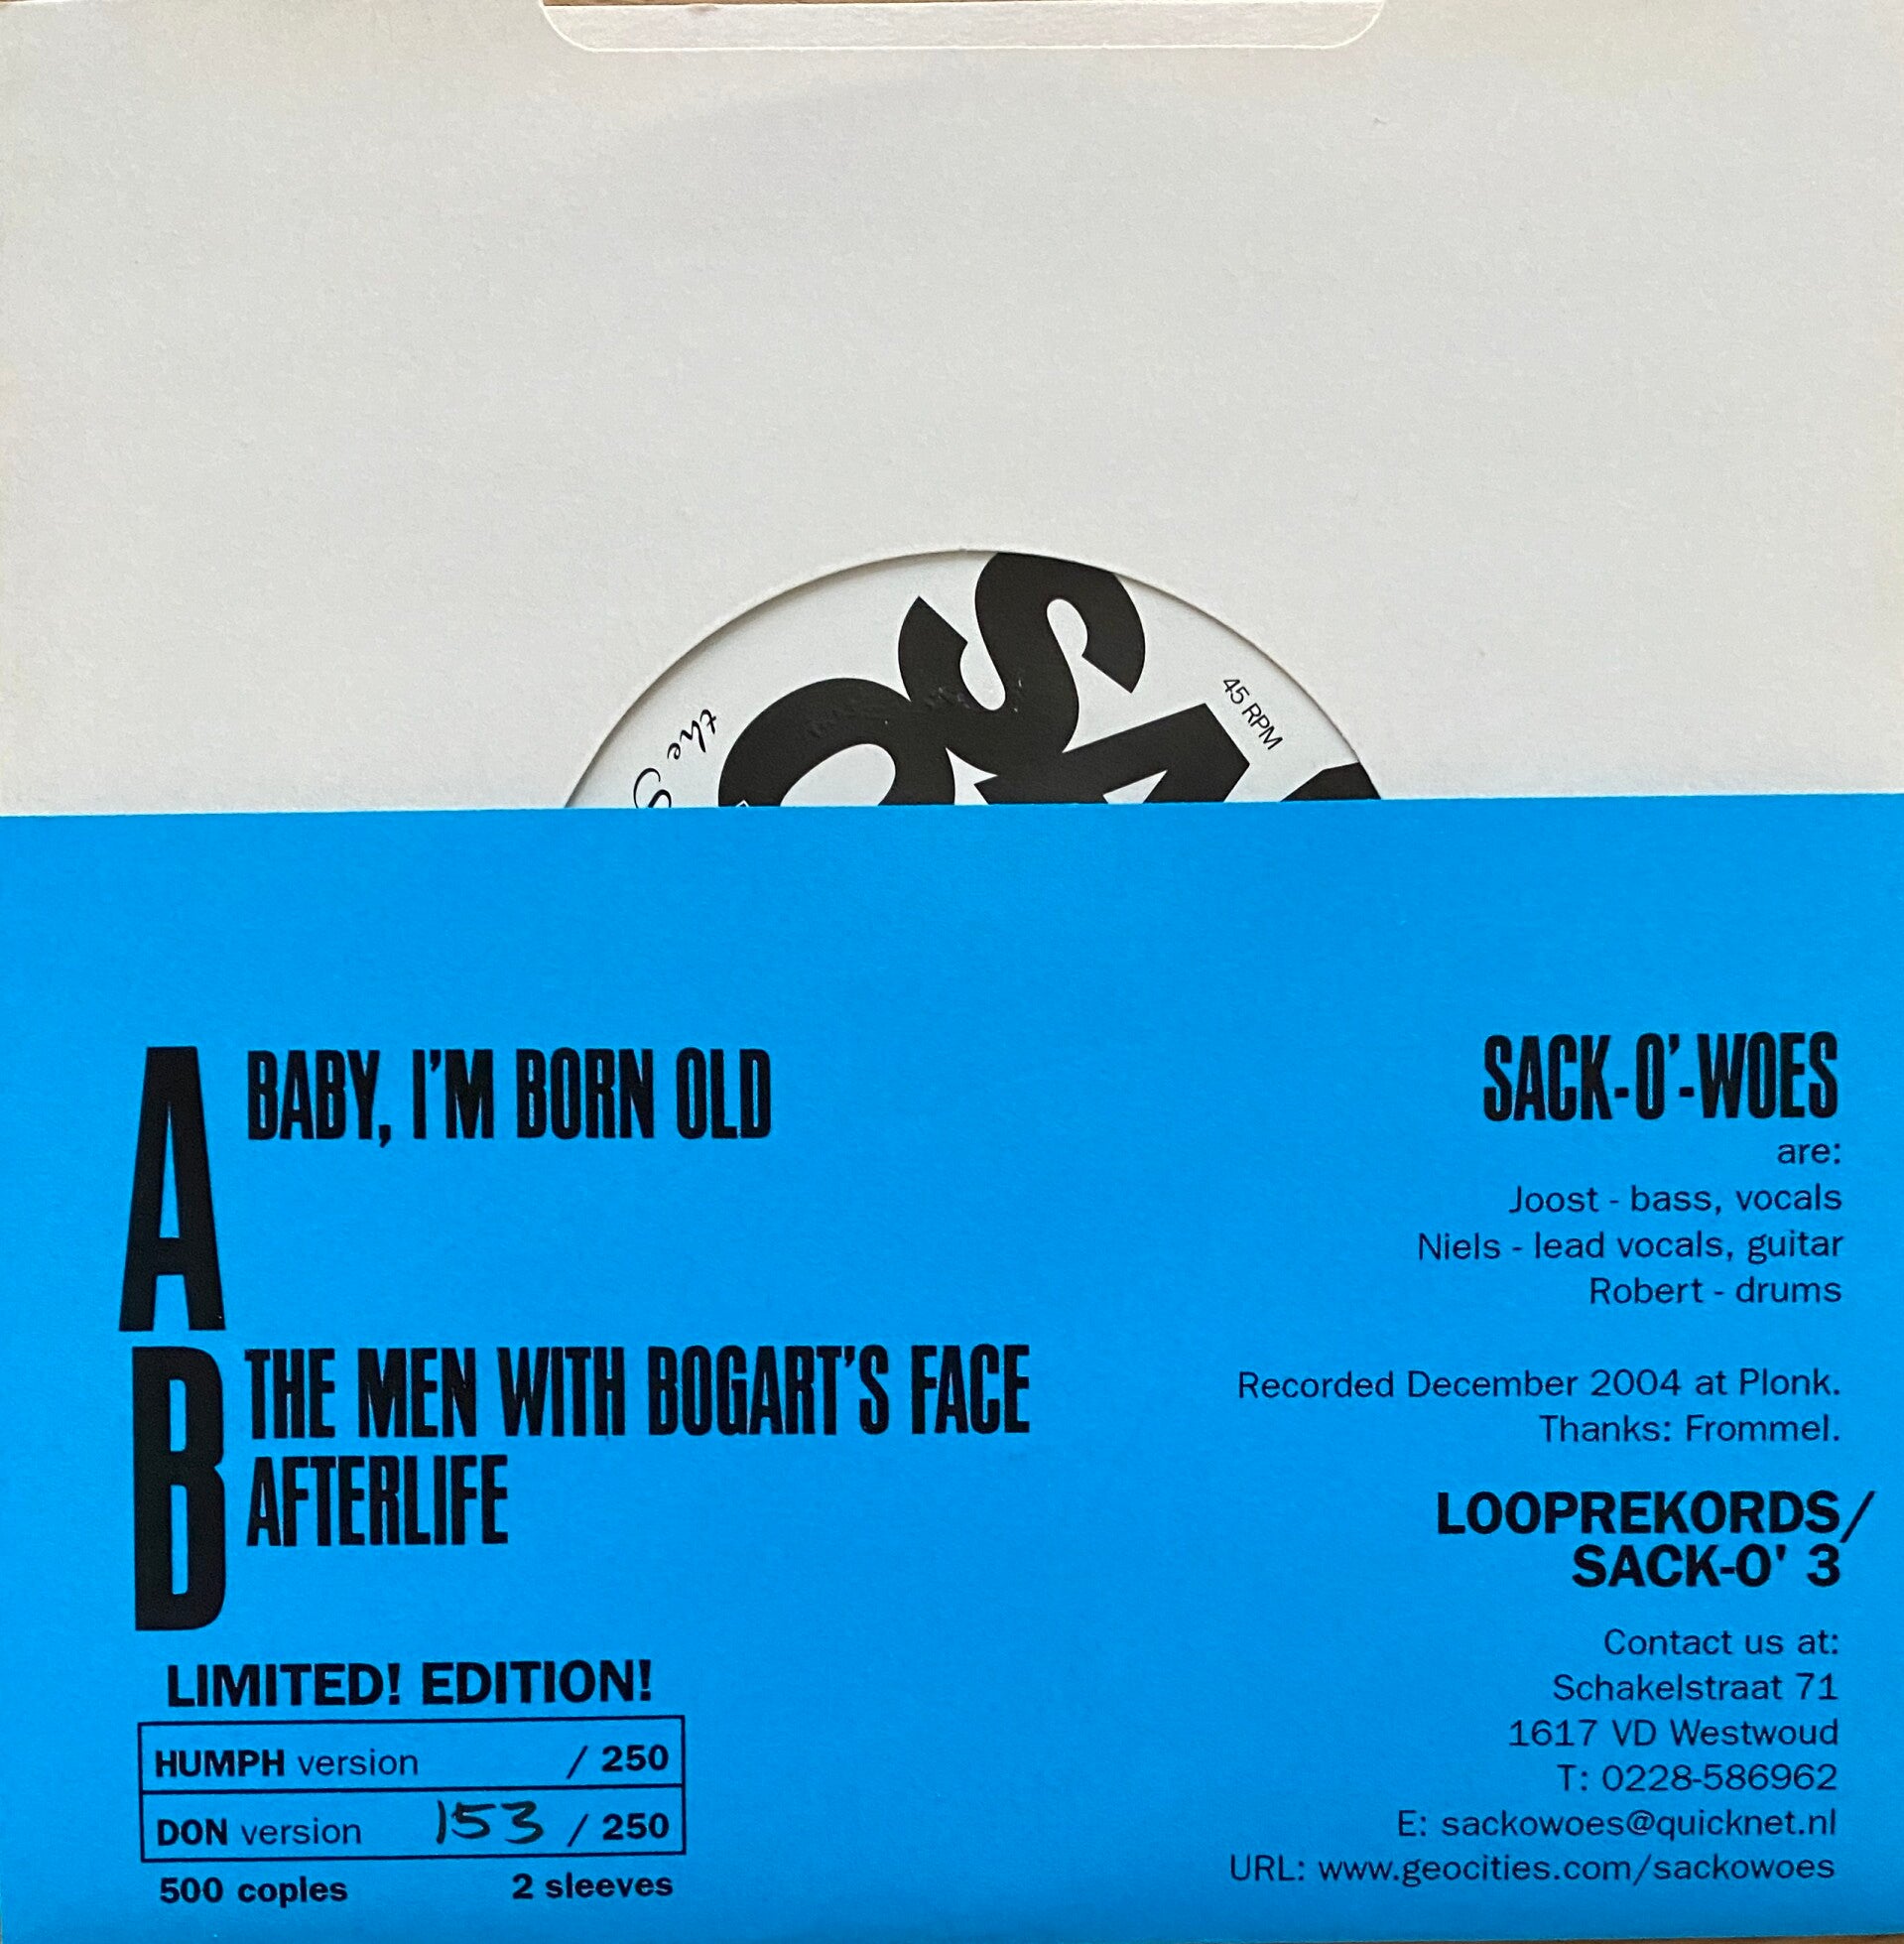 45 RPM
the
A
BABY, I'M BORN OLD
B
THE MEN WITH BOGART'S FACE
AFTERLIFE
LIMITED! EDITION!
HUMPH version / 250
DON version 153 / 250
500 copies 2 sleeves
SACK-O'-WOES
are:
Joost - bass, vocals
Niels - lead vocals, guitar
Robert - drums
Recorded December 2004 at Plonk.
Thanks: Frommel.
LOOPREKORDS/
SACK-O' 3
Contact us at:
Schakelstraat 71
1617 VD Westwoud
T: 0228-586962
E: sackowoes@quicknet.nl
URL: www.geocities.com/sackowoes